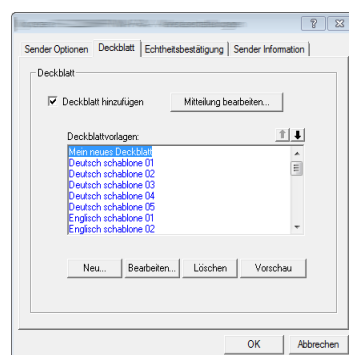 Sender Optionen Deckblatt Echtheitsbestätigung Sender Information
Deckblatt
Deckblatt hinzufügen Mitteilung bearbeiten...
Deckblattvorlagen:
Mein neues Deckblatt
Deutsch schablone 01
Deutsch schablone 02
Deutsch schablone 03
Deutsch schablone 04
Deutsch schablone 05
Englisch schablone 01
Englisch schablone 02
Neu... Bearbeiten... Löschen Vorschau
OK Abbrechen